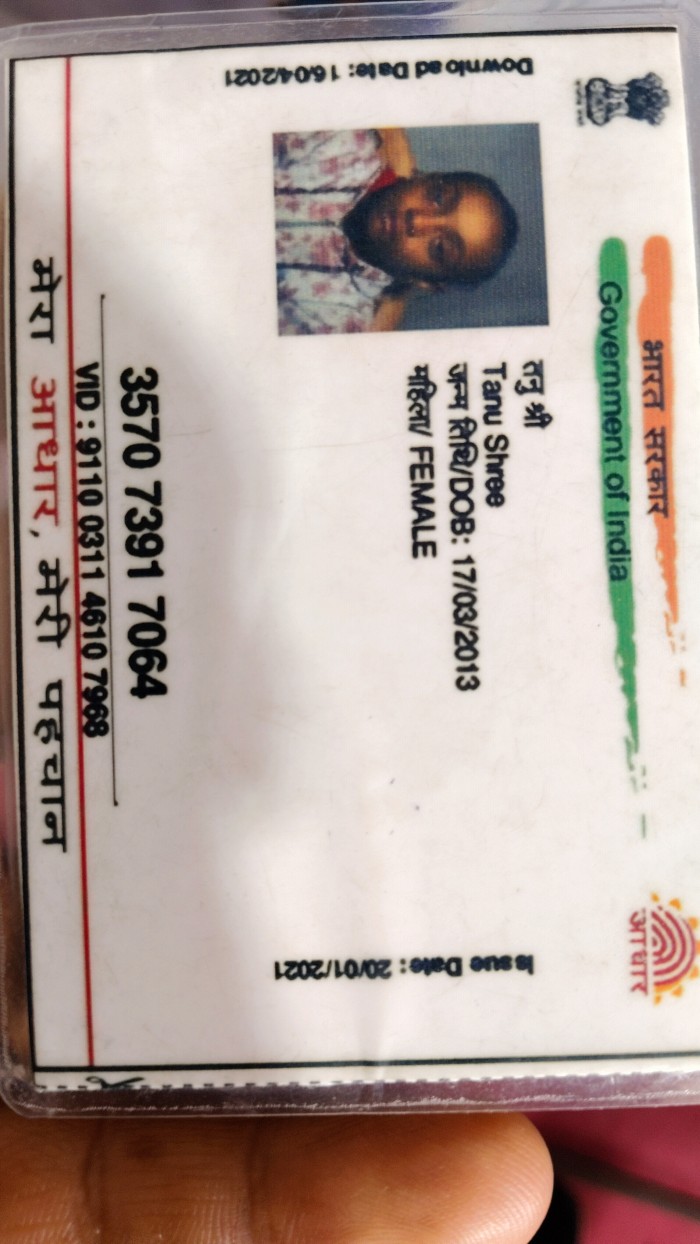 भारत सरकार
Government of India
Download Date: 16/04/2021
तनु श्री
Tanu Shree
जन्म तिथि/DOB: 17/03/2013
महिला/ FEMALE
Issue Date: 20/01/2021
आधार
3570 7391 7064
VID : 9110 0311 4610 7968
मेरा आधार, मेरी पहचान